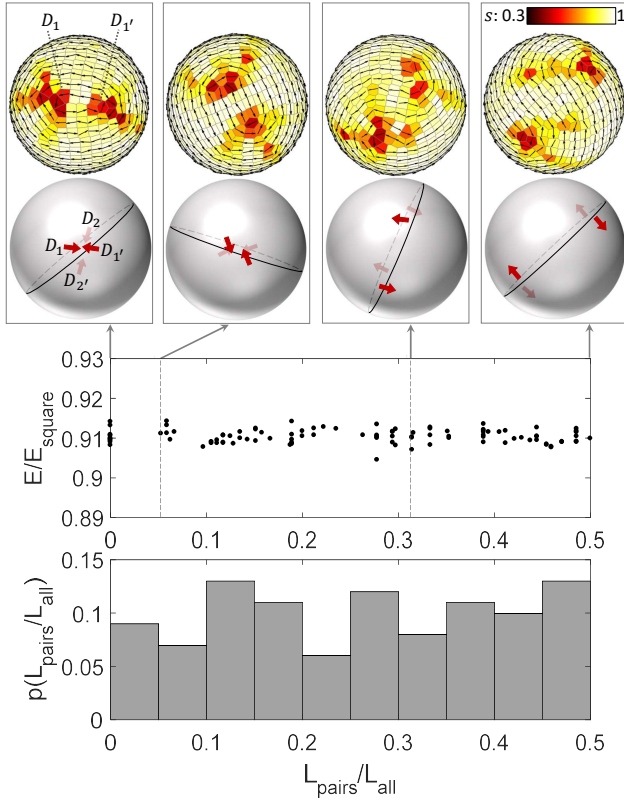 s: 0.3 1
D1 D1'
D2
D1 D1'
D2'
0.93
0.92
0.91
0.9
0.89
E/Esquare
0 0.1 0.2 0.3 0.4 0.5
0.15
0.1
0.05
0
p(Lpairs/Lall)
0 0.1 0.2 0.3 0.4 0.5
Lpairs/Lall